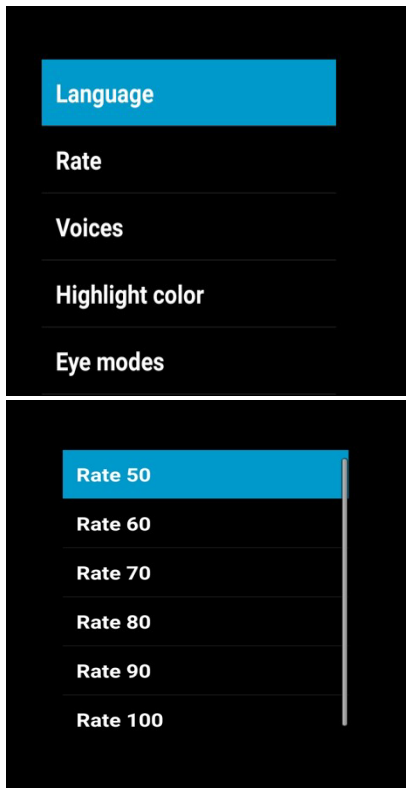 Language
Rate
Voices
Highlight color
Eye modes
Rate 50
Rate 60
Rate 70
Rate 80
Rate 90
Rate 100